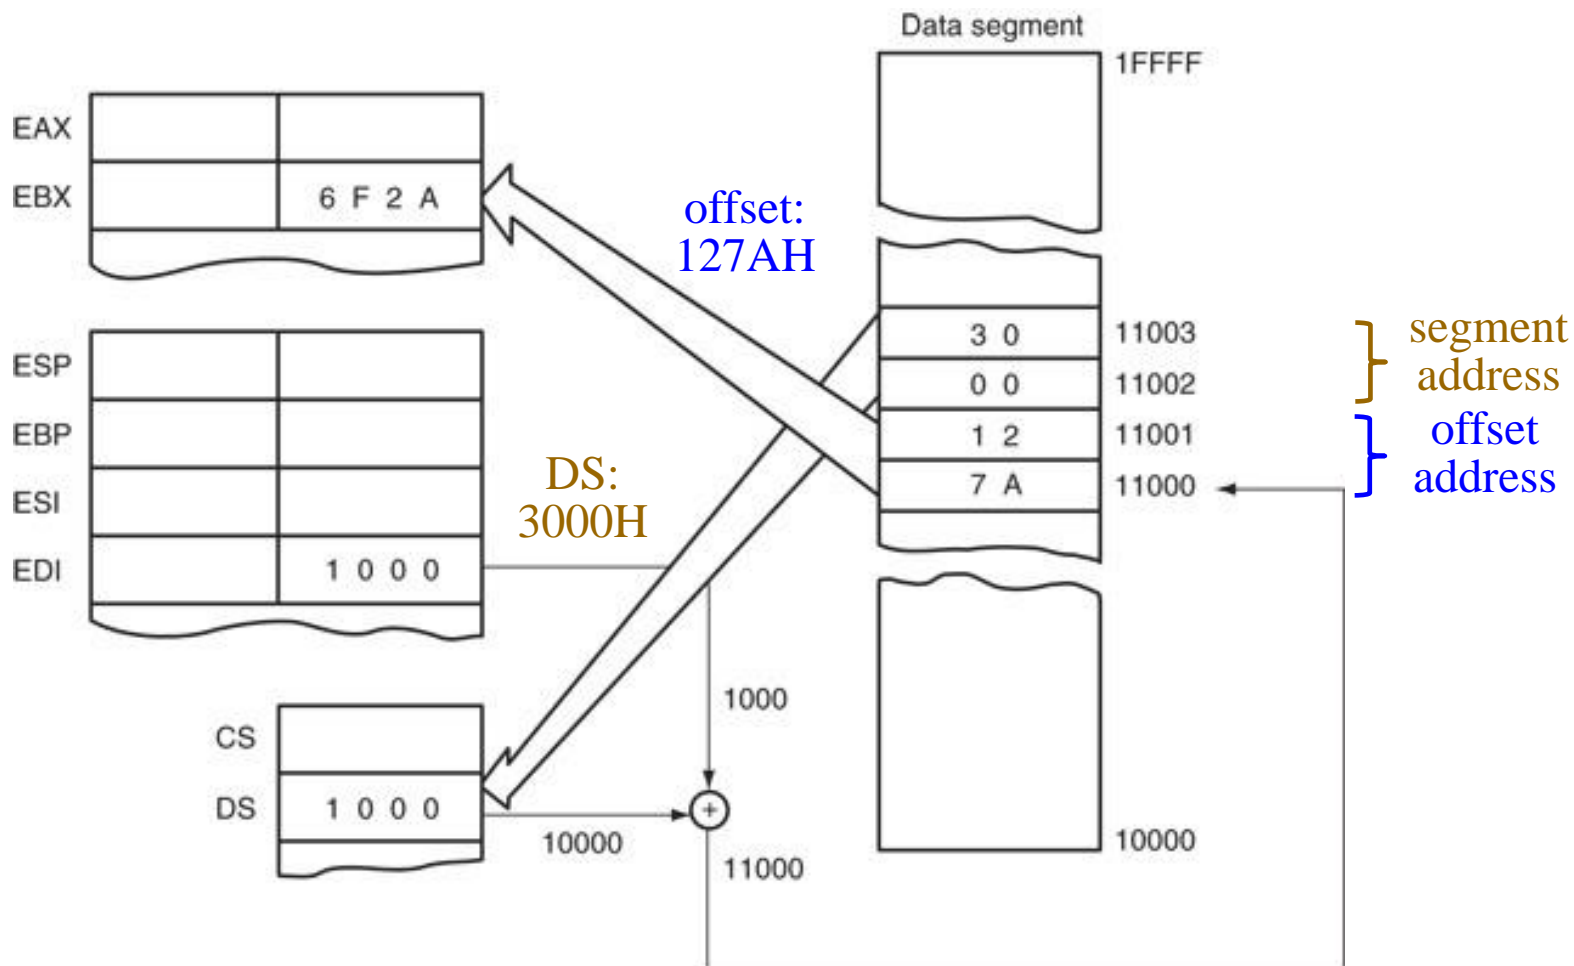 Data segment
1FFFF
EAX
EBX
6 F 2 A
offset:
127AH
3 0
11003
0 0
11002
1 2
11001
7 A
11000
segment
address
offset
address
ESP
EBP
ESI
EDI
1 0 0 0
DS:
3000H
1000
CS
DS
1 0 0 0
10000
+
11000
10000